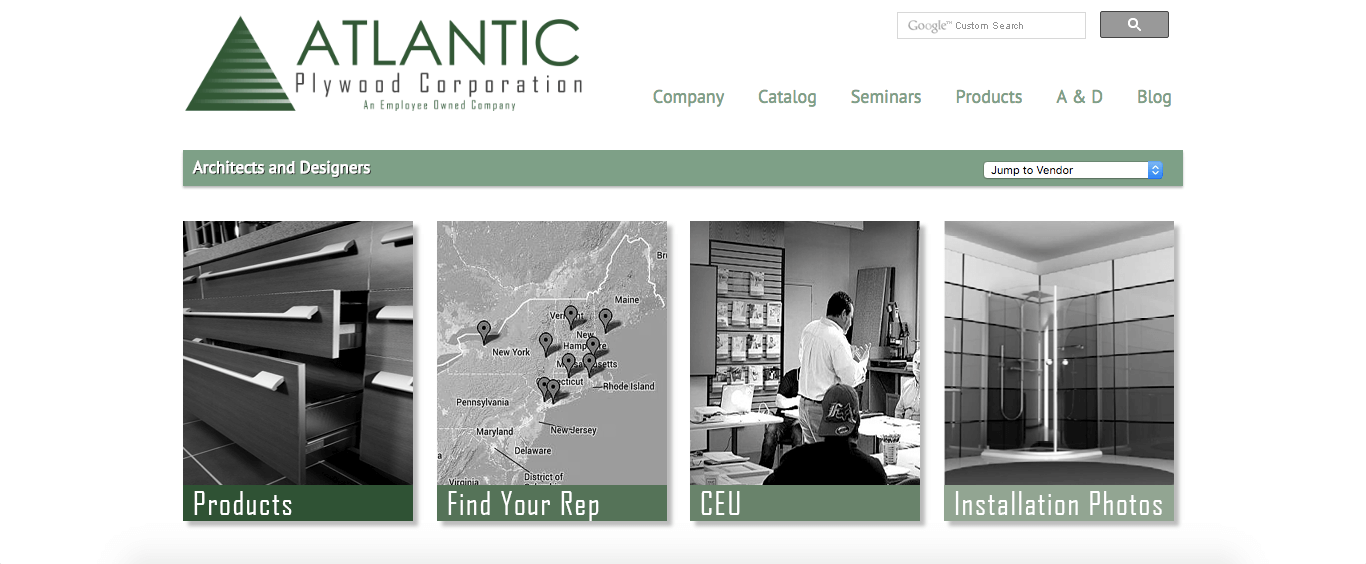 ATLANTIC
Plywood Corporation
An Employee Owned Company
Google™ Custom Search
Company
Catalog
Seminars
Products
A & D
Blog
Architects and Designers
Jump to Vendor
Maine
Vermont
New
Hampshire
New York
Massachusetts
Rhode Island
Pennsylvania
Maryland
New Jersey
Delaware
District of
Virginia
Products
Find Your Rep
CEU
Installation Photos